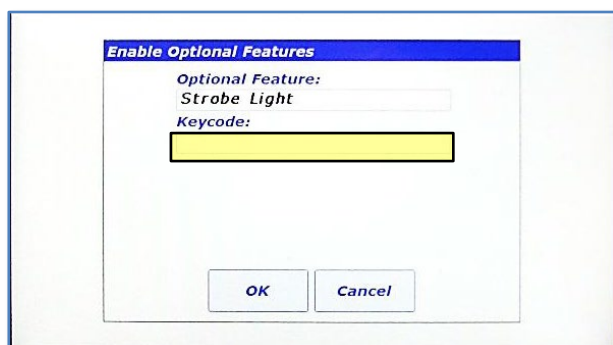 Enable Optional Features
Optional Feature:
Strobe Light
Keycode:
OK
Cancel